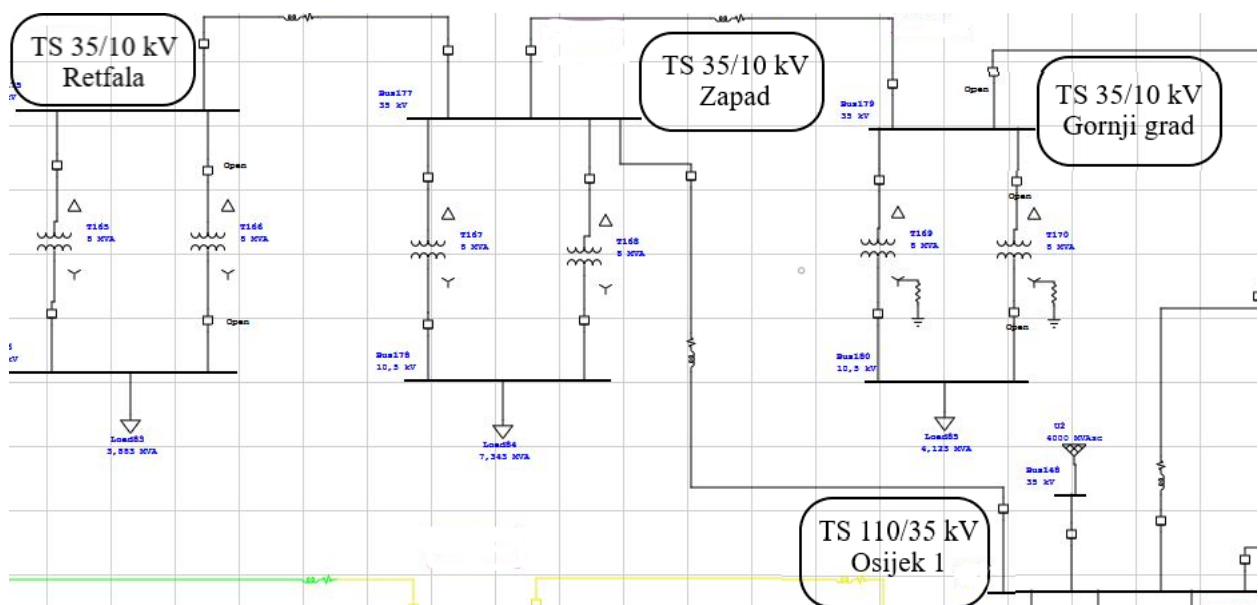 TS 35/10 kV
Retfala
TS 35/10 kV
Zapad
TS 35/10 kV
Gornji grad
Bus177
35 kV
Bus179
35 kV
Open
Open
Open
T165
8 MVA
T166
8 MVA
T167
8 MVA
T168
8 MVA
T169
8 MVA
T170
8 MVA
Open
Open
kV
Bus178
10,5 kV
Bus180
10,5 kV
Load83
MVA
Load84
7,343 MVA
Load85
4,123 MVA
U2
4000 MVAsc
Bus148
35 kV
TS 110/35 kV
Osijek 1